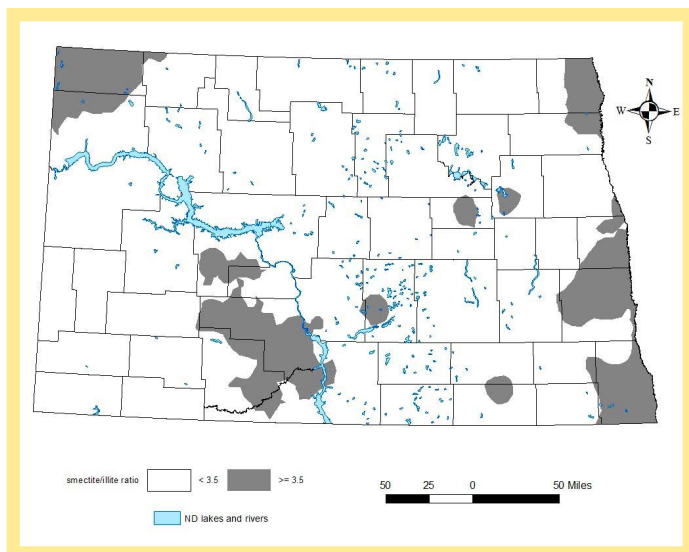 N
W E
S
smectite/illite ratio < 3.5 >= 3.5
50 25 0 50 Miles
ND lakes and rivers